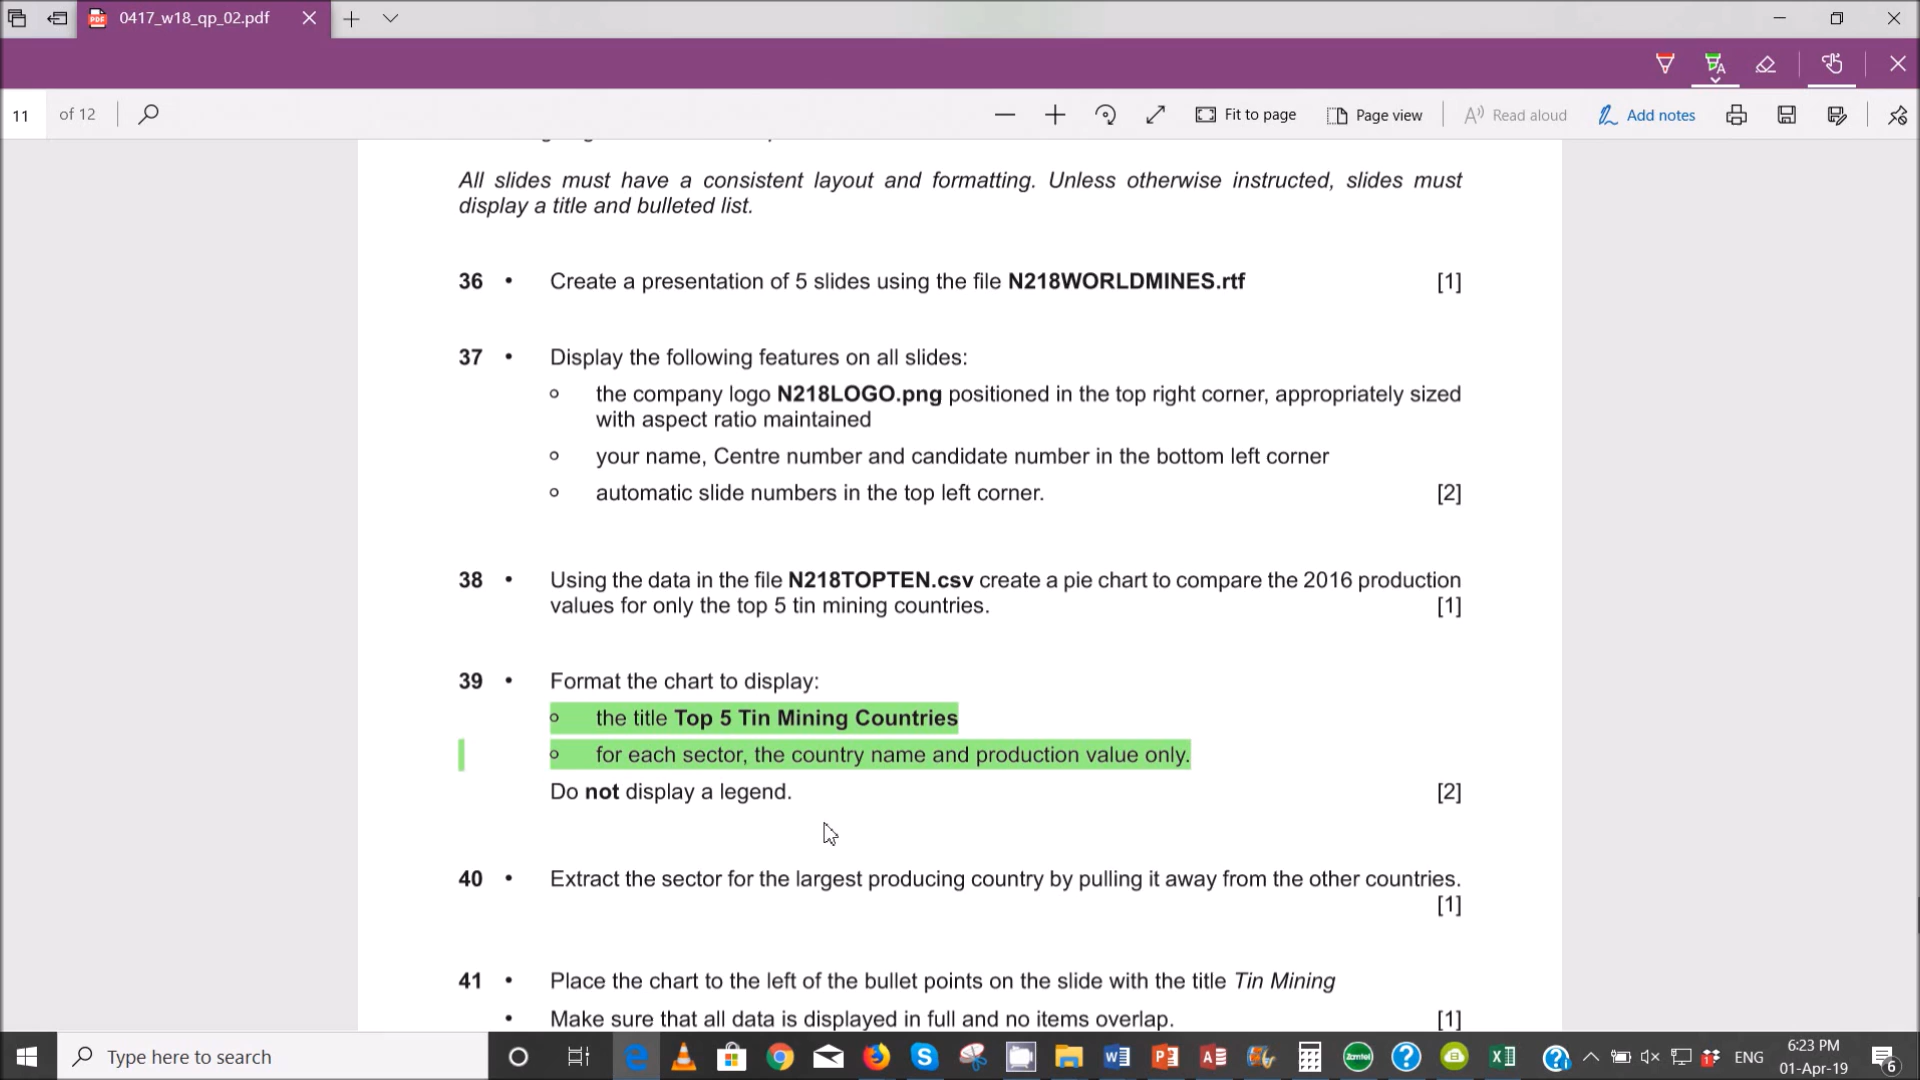 0417_w18_qp_02.pdf
11 of 12
Fit to page
Page view
Read aloud
Add notes
All slides must have a consistent layout and formatting. Unless otherwise instructed, slides must
display a title and bulleted list.
36 • Create a presentation of 5 slides using the file N218WORLDMINES.rtf [1]
37 • Display the following features on all slides:
the company logo N218LOGO.png positioned in the top right corner, appropriately sized
with aspect ratio maintained
your name, Centre number and candidate number in the bottom left corner
automatic slide numbers in the top left corner. [2]
38 • Using the data in the file N218TOPTEN.csv create a pie chart to compare the 2016 production
values for only the top 5 tin mining countries. [1]
39 • Format the chart to display:
the title Top 5 Tin Mining Countries
for each sector, the country name and production value only.
Do not display a legend. [2]
40 • Extract the sector for the largest producing country by pulling it away from the other countries.
[1]
41 • Place the chart to the left of the bullet points on the slide with the title Tin Mining
• Make sure that all data is displayed in full and no items overlap. [1]
Type here to search
Zamtel
ENG
6:23 PM
01-Apr-19
6